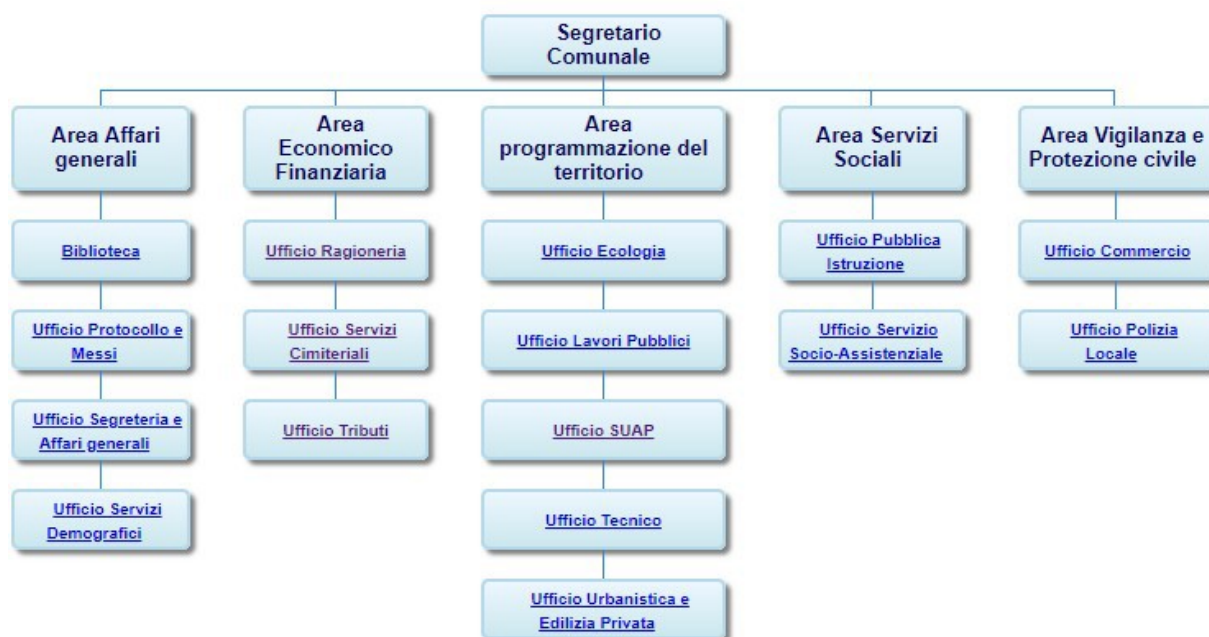 Segretario
Comunale
Area Affari
generali
Area
Economico
Finanziaria
Area
programmazione del
territorio
Area Servizi
Sociali
Area Vigilanza e
Protezione civile
Biblioteca
Ufficio Ragioneria
Ufficio Ecologia
Ufficio Pubblica
Istruzione
Ufficio Commercio
Ufficio Protocollo e
Messi
Ufficio Servizi
Cimiteriali
Ufficio Lavori Pubblici
Ufficio Servizio
Socio-Assistenziale
Ufficio Polizia
Locale
Ufficio Segreteria e
Affari generali
Ufficio Tributi
Ufficio SUAP
Ufficio Servizi
Demografici
Ufficio Tecnico
Ufficio Urbanistica e
Edilizia Privata